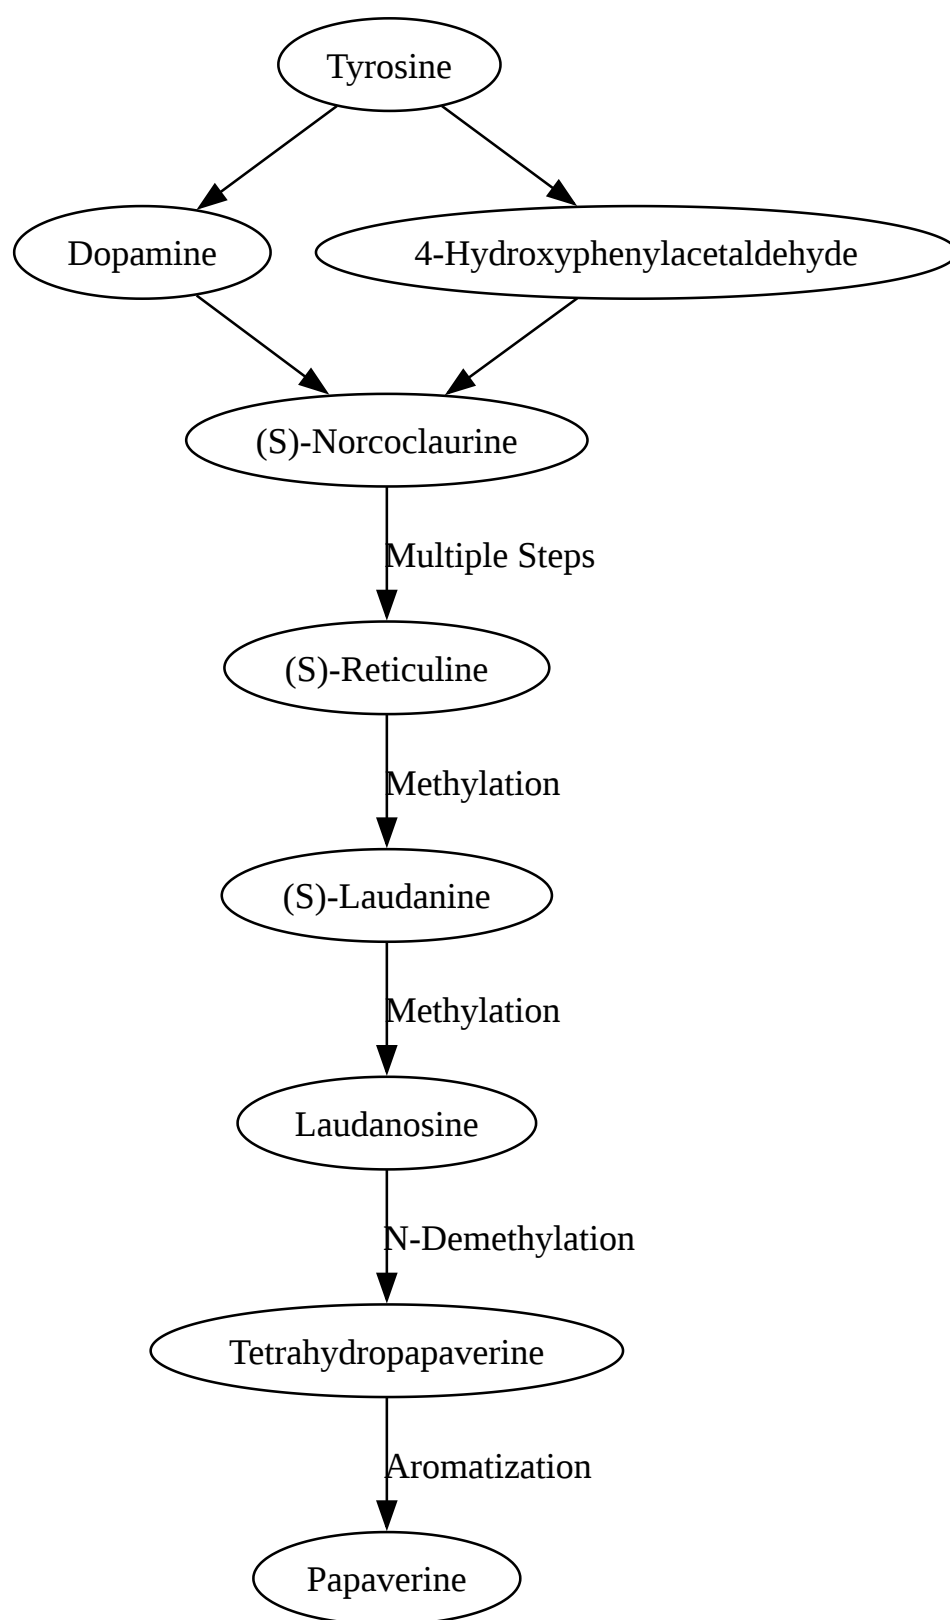 Tyrosine
Dopamine
4-Hydroxyphenylacetaldehyde
(S)-Norcoclaurine
Multiple Steps
(S)-Reticuline
Methylation
(S)-Laudanine
Methylation
Laudanosine
N-Demethylation
Tetrahydropapaverine
Aromatization
Papaverine